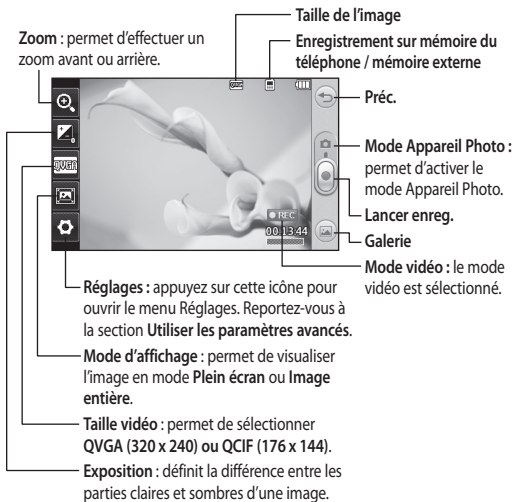 Taille de l'image
Zoom : permet d'effectuer un
zoom avant ou arrière.
Enregistrement sur mémoire du
téléphone / mémoire externe
Préc.
Mode Appareil Photo :
permet d'activer le
mode Appareil Photo.
Lancer enreg.
Galerie
Mode vidéo : le mode
vidéo est sélectionné.
QVGA
QVGA
REC
00:13:44
Réglages : appuyez sur cette icône pour
ouvrir le menu Réglages. Reportez-vous à
la section Utiliser les paramètres avancés.
Mode d'affichage : permet de visualiser
l'image en mode Plein écran ou Image
entière.
Taille vidéo : permet de sélectionner
QVGA (320 x 240) ou QCIF (176 x 144).
Exposition : définit la différence entre les
parties claires et sombres d'une image.